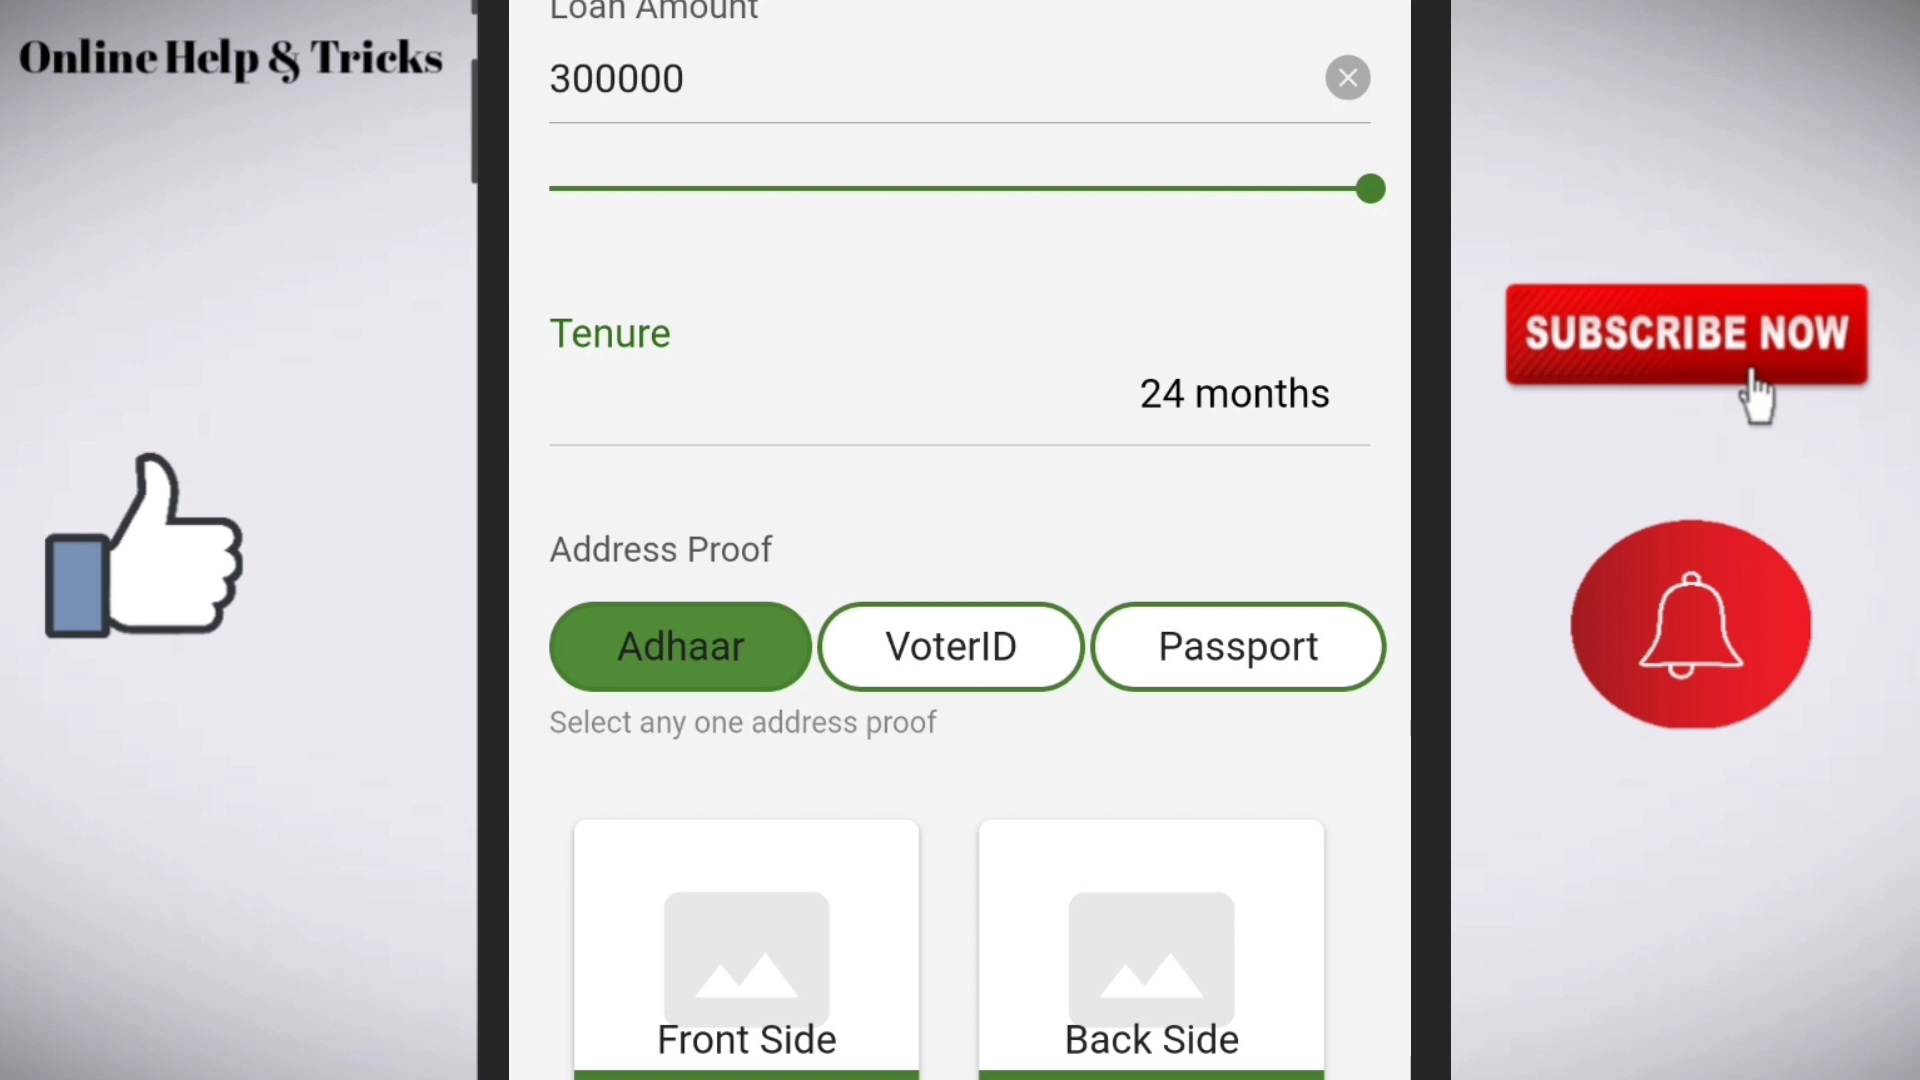 Online Help & Tricks
Loan Amount
300000
Tenure
24 months
Address Proof
Adhaar
VoterID
Passport
Select any one address proof
Front Side
Back Side
SUBSCRIBE NOW